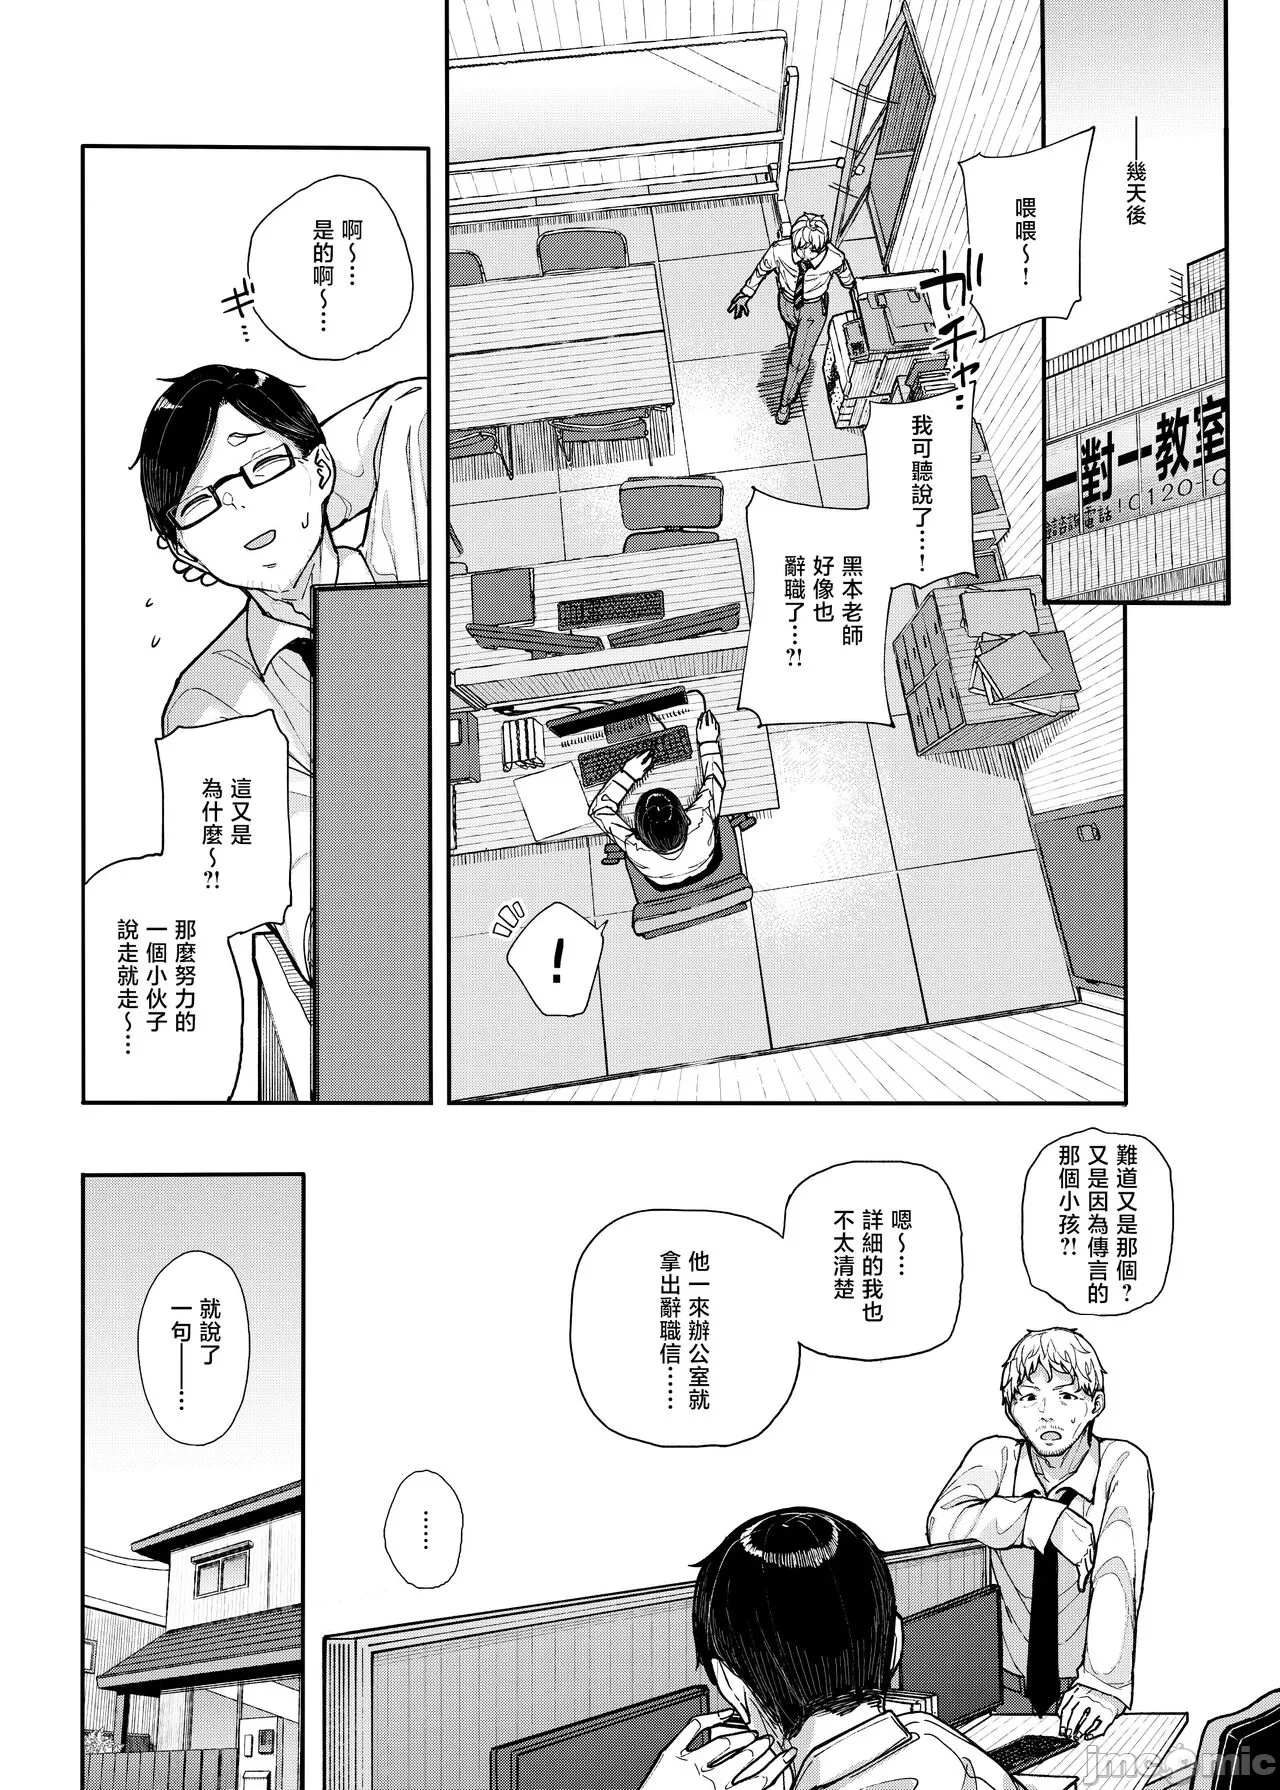 ──幾天後
一對一教室
諮詢電話！0120-0
喂喂～！
ガチャ…
我可聽說了…！
黑本老師
好像也
辭職了…？！
！
啊～…
是的啊～…
ギ…
這又是
為什麼～？！
那麼努力的
一個小伙子
說走就走～…
難道又是那個？
又是因為傳言的
那個小孩？！
嗯～…
詳細的我也
不太清楚
他一來辦公室就
拿出辭職信……
……
就說了
一句──…
jmc mic